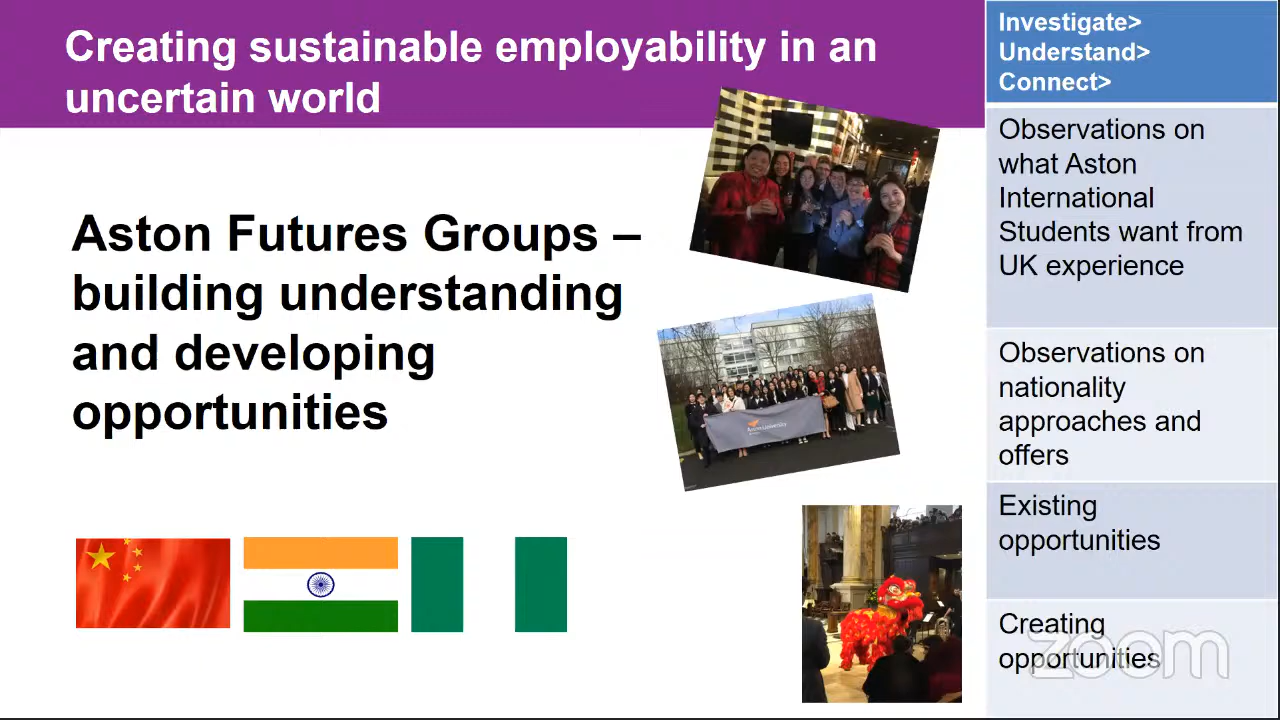 Creating sustainable employability in an
uncertain world
Aston Futures Groups –
building understanding
and developing
opportunities
Aston University
Investigate>
Understand>
Connect>
Observations on
what Aston
International
Students want from
UK experience
Observations on
nationality
approaches and
offers
Existing
opportunities
Creating
opportunities
zoom